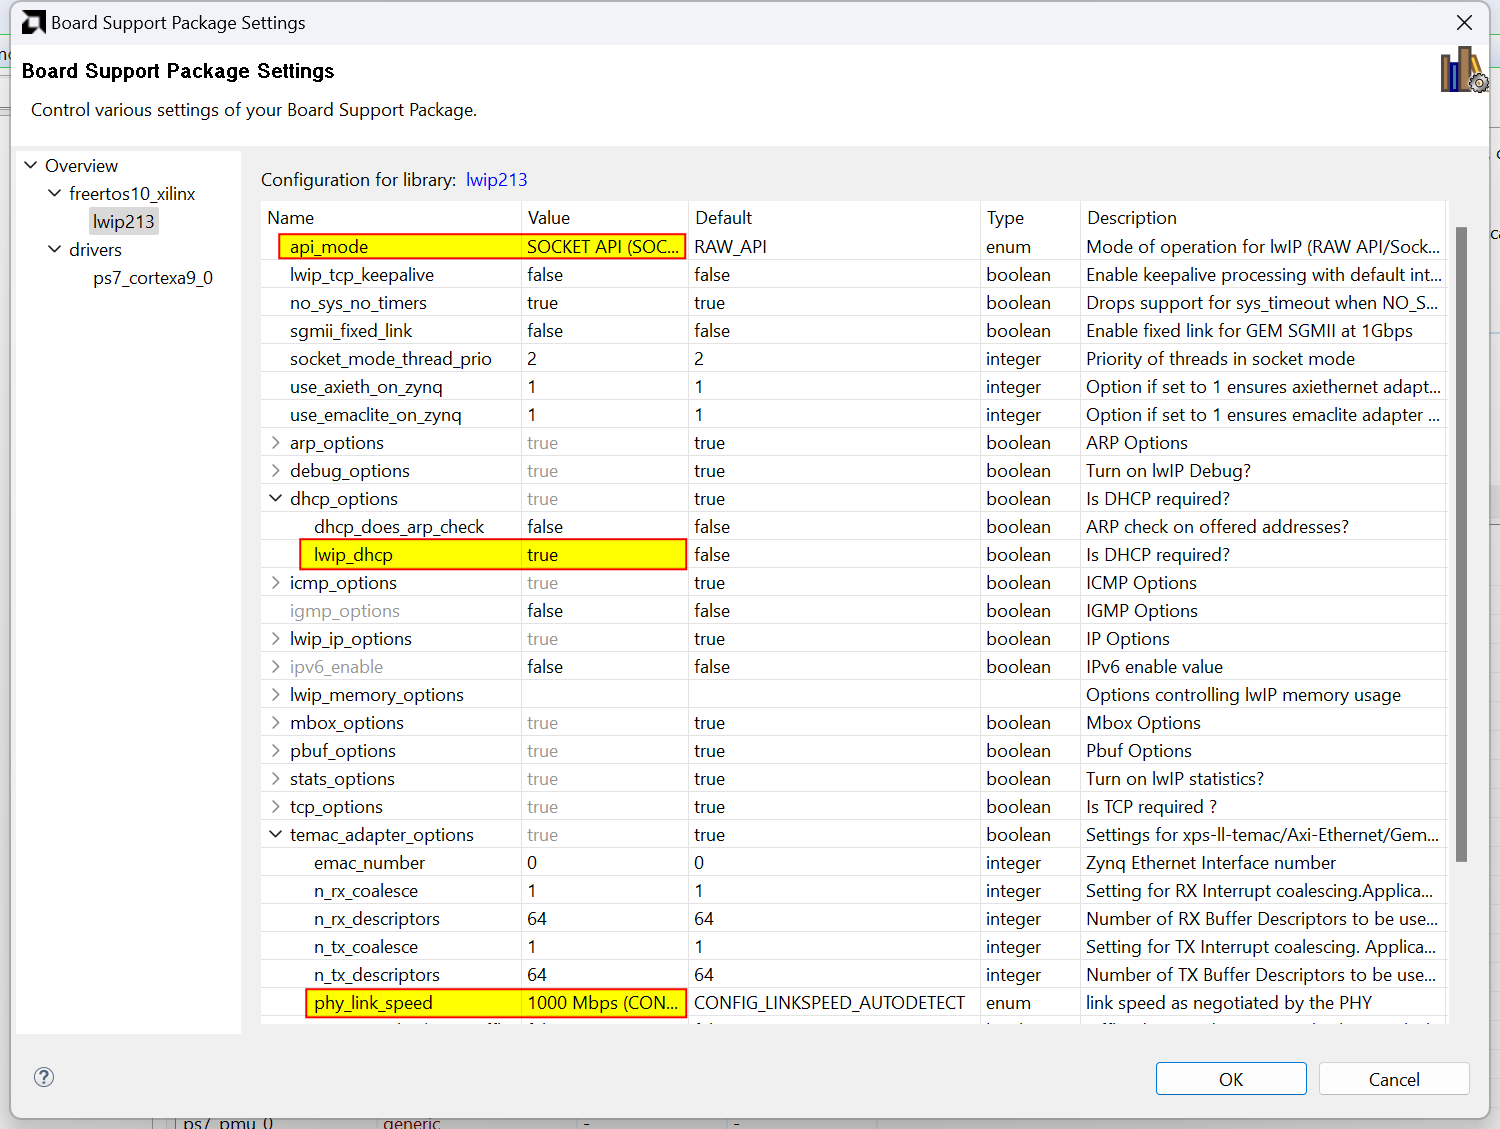 Board Support Package Settings
Board Support Package Settings
Control various settings of your Board Support Package.
Overview
freertos10_xilinx
lwip213
drivers
ps7_cortexa9_0
Configuration for library: lwip213
Name Value Default Type Description
api_mode SOCKET API (SOC... RAW_API enum Mode of operation for lwIP (RAW API/Sock...
lwip_tcp_keepalive false false boolean Enable keepalive processing with default int...
no_sys_no_timers true true boolean Drops support for sys_timeout when NO_S...
sgmii_fixed_link false false boolean Enable fixed link for GEM SGMII at 1Gbps
socket_mode_thread_prio 2 2 integer Priority of threads in socket mode
use_axieth_on_zynq 1 1 integer Option if set to 1 ensures axiethernet adapt...
use_emaclite_on_zynq 1 1 integer Option if set to 1 ensures emaclite adapter ...
arp_options true true boolean ARP Options
debug_options true true boolean Turn on lwIP Debug?
dhcp_options true true boolean Is DHCP required?
dhcp_does_arp_check false false boolean ARP check on offered addresses?
lwip_dhcp true false boolean Is DHCP required?
icmp_options true true boolean ICMP Options
igmp_options false false boolean IGMP Options
lwip_ip_options true true boolean IP Options
ipv6_enable false false boolean IPv6 enable value
lwip_memory_options Options controlling lwIP memory usage
mbox_options true true boolean Mbox Options
pbuf_options true true boolean Pbuf Options
stats_options true true boolean Turn on lwIP statistics?
tcp_options true true boolean Is TCP required ?
temac_adapter_options true true boolean Settings for xps-ll-temac/Axi-Ethernet/Gem...
emac_number 0 0 integer Zynq Ethernet Interface number
n_rx_coalesce 1 1 integer Setting for RX Interrupt coalescing.Applica...
n_rx_descriptors 64 64 integer Number of RX Buffer Descriptors to be use...
n_tx_coalesce 1 1 integer Setting for TX Interrupt coalescing. Applica...
n_tx_descriptors 64 64 integer Number of TX Buffer Descriptors to be use...
phy_link_speed 1000 Mbps (CON... CONFIG_LINKSPEED_AUTODETECT enum link speed as negotiated by the PHY
OK Cancel
ps7_pmu_0 generic - -